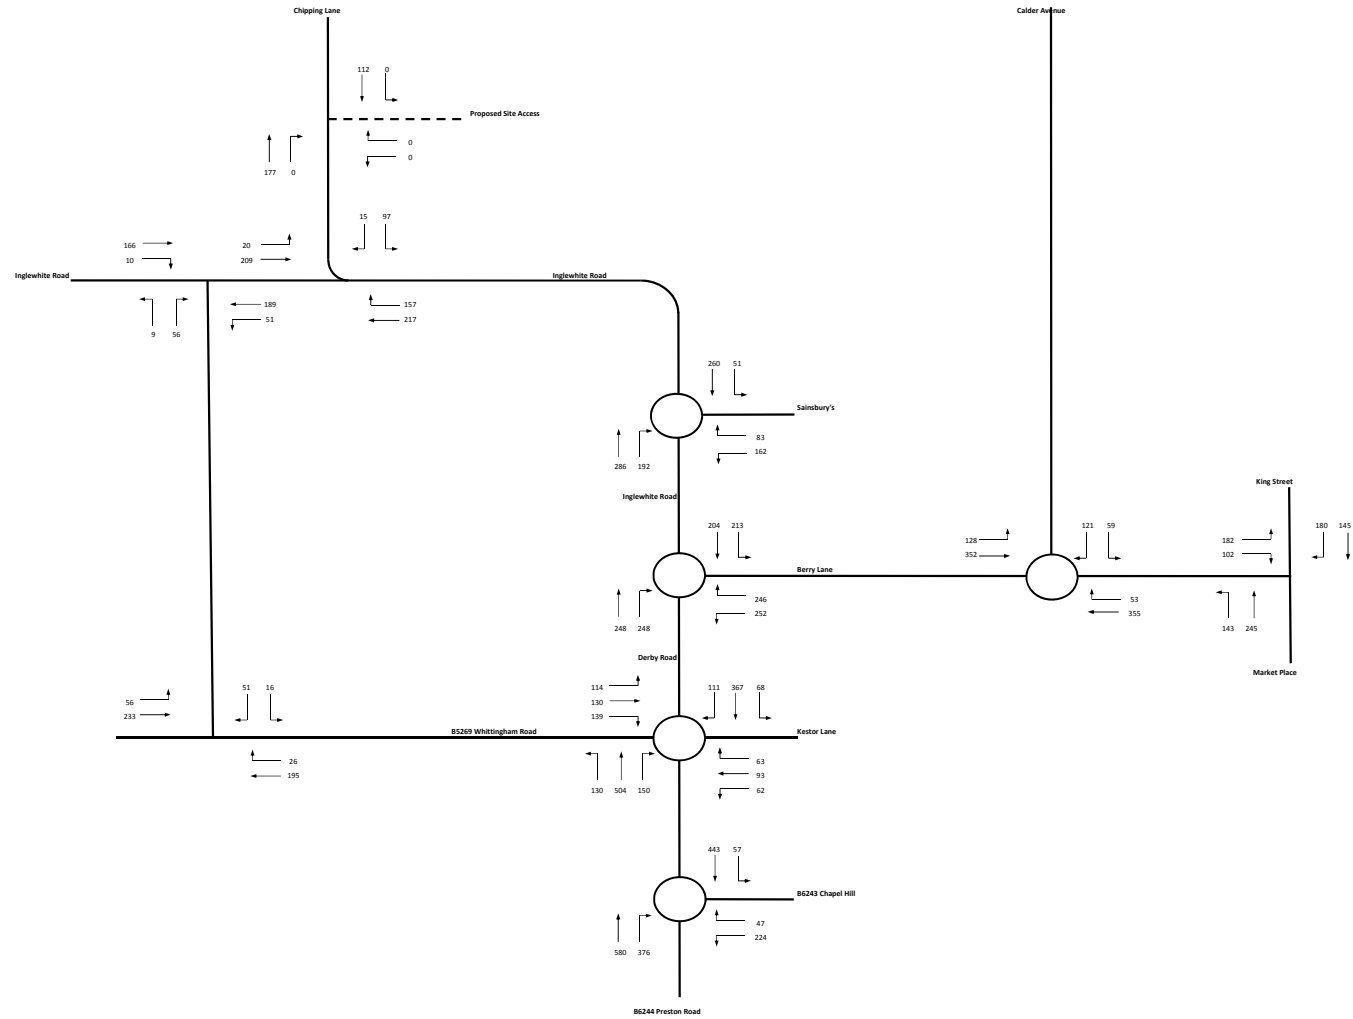 Chipping Lane
Calder Avenue
112 0
Proposed Site Access
0
0
177 0
15 97
166
10
20
209
Inglewhite Road
Inglewhite Road
189
51
157
217
9 56
260 51
Sainsbury's
83
162
286 192
King Street
Inglewhite Road
204 213
128
352
121 59
182
102
180 145
Berry Lane
246
252
53
355
248 248
143 245
Derby Road
Market Place
56
233
51 16
114
130
139
111 367 68
B5269 Whittingham Road
Kestor Lane
26
195
63
93
62
130 504 150
443 57
B6243 Chapel Hill
47
224
580 376
B6244 Preston Road